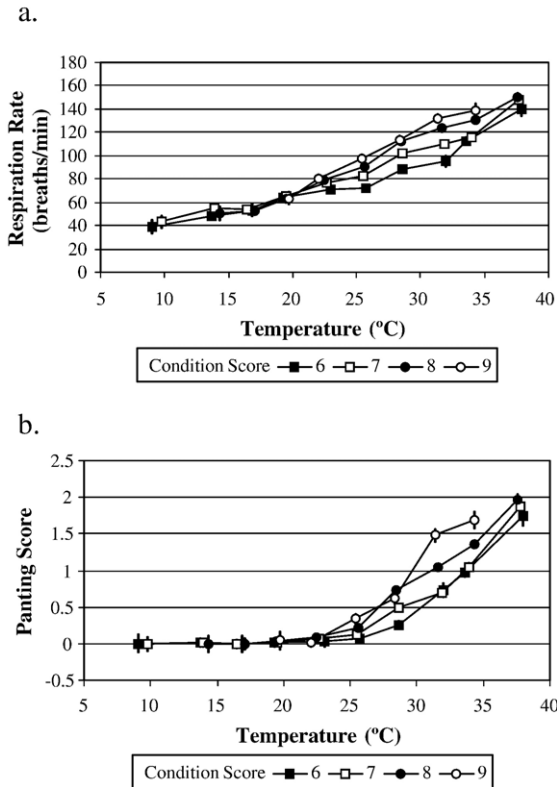 a.
180
160
140
120
100
80
60
40
20
0
Respiration Rate
(breaths/min)
5 10 15 20 25 30 35 40
Temperature (ºC)
Condition Score 6 7 8 9
b.
2.5
2
1.5
1
0.5
0
-0.5
Panting Score
5 10 15 20 25 30 35 40
Temperature (ºC)
Condition Score 6 7 8 9